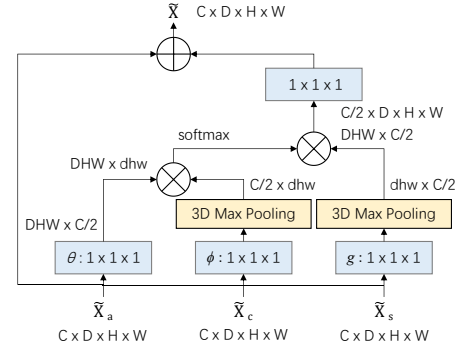 X̃ C x D x H x W
1 x 1 x 1
C/2 x D x H x W
softmax DHW x C/2
DHW x dhw C/2 x dhw dhw x C/2
3D Max Pooling 3D Max Pooling
DHW x C/2
θ: 1 x 1 x 1 ϕ : 1 x 1 x 1 g : 1 x 1 x 1
X̃ a X̃ c X̃ s
C x D x H x W C x D x H x W C x D x H x W